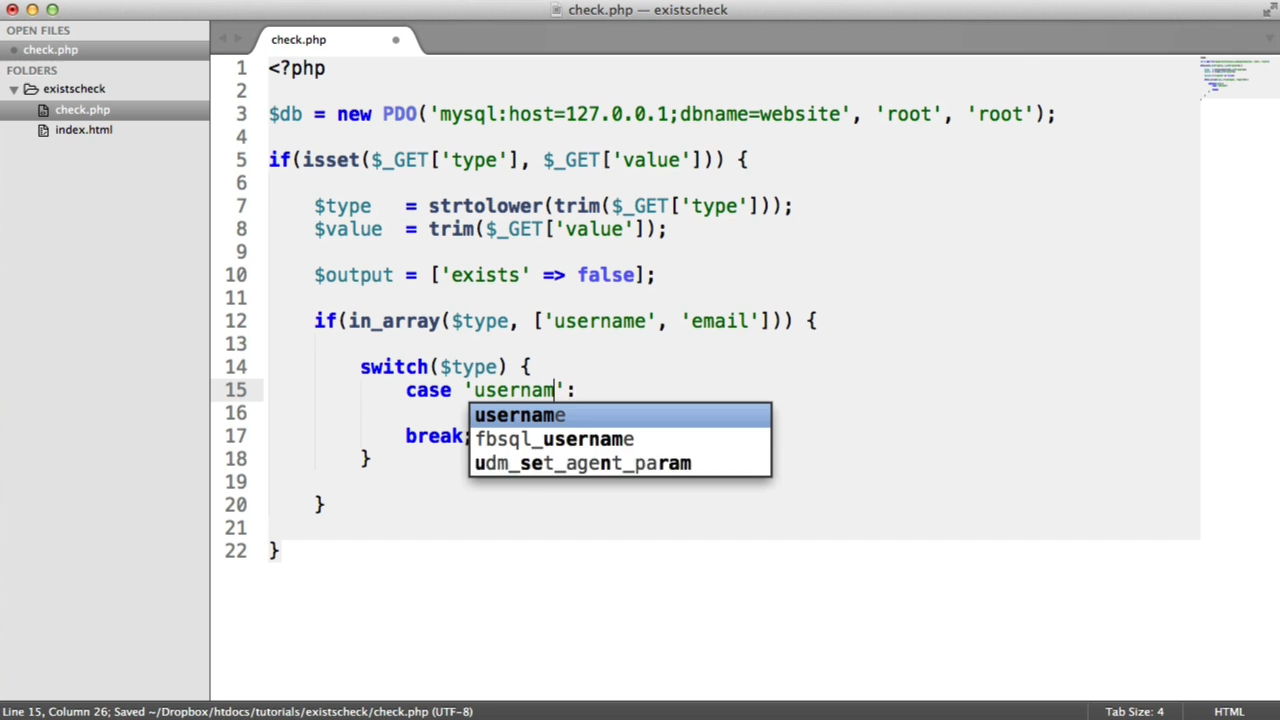 check.php — existscheck
OPEN FILES
check.php
FOLDERS
existscheck
check.php
index.html
check.php
1 <?php
2
3 $db = new PDO('mysql:host=127.0.0.1;dbname=website', 'root', 'root');
4
5 if(isset($_GET['type'], $_GET['value'])) {
6
7 $type = strtolower(trim($_GET['type']));
8 $value = trim($_GET['value']);
9
10 $output = ['exists' => false];
11
12 if(in_array($type, ['username', 'email'])) {
13
14 switch($type) {
15 case 'usernam':
16
username
fbsql_username
udm_set_agent_param
17 break;
18 }
19
20 }
21
22 }
Line 15, Column 26; Saved ~/Dropbox/htdocs/tutorials/existscheck/check.php (UTF-8)
Tab Size: 4
HTML